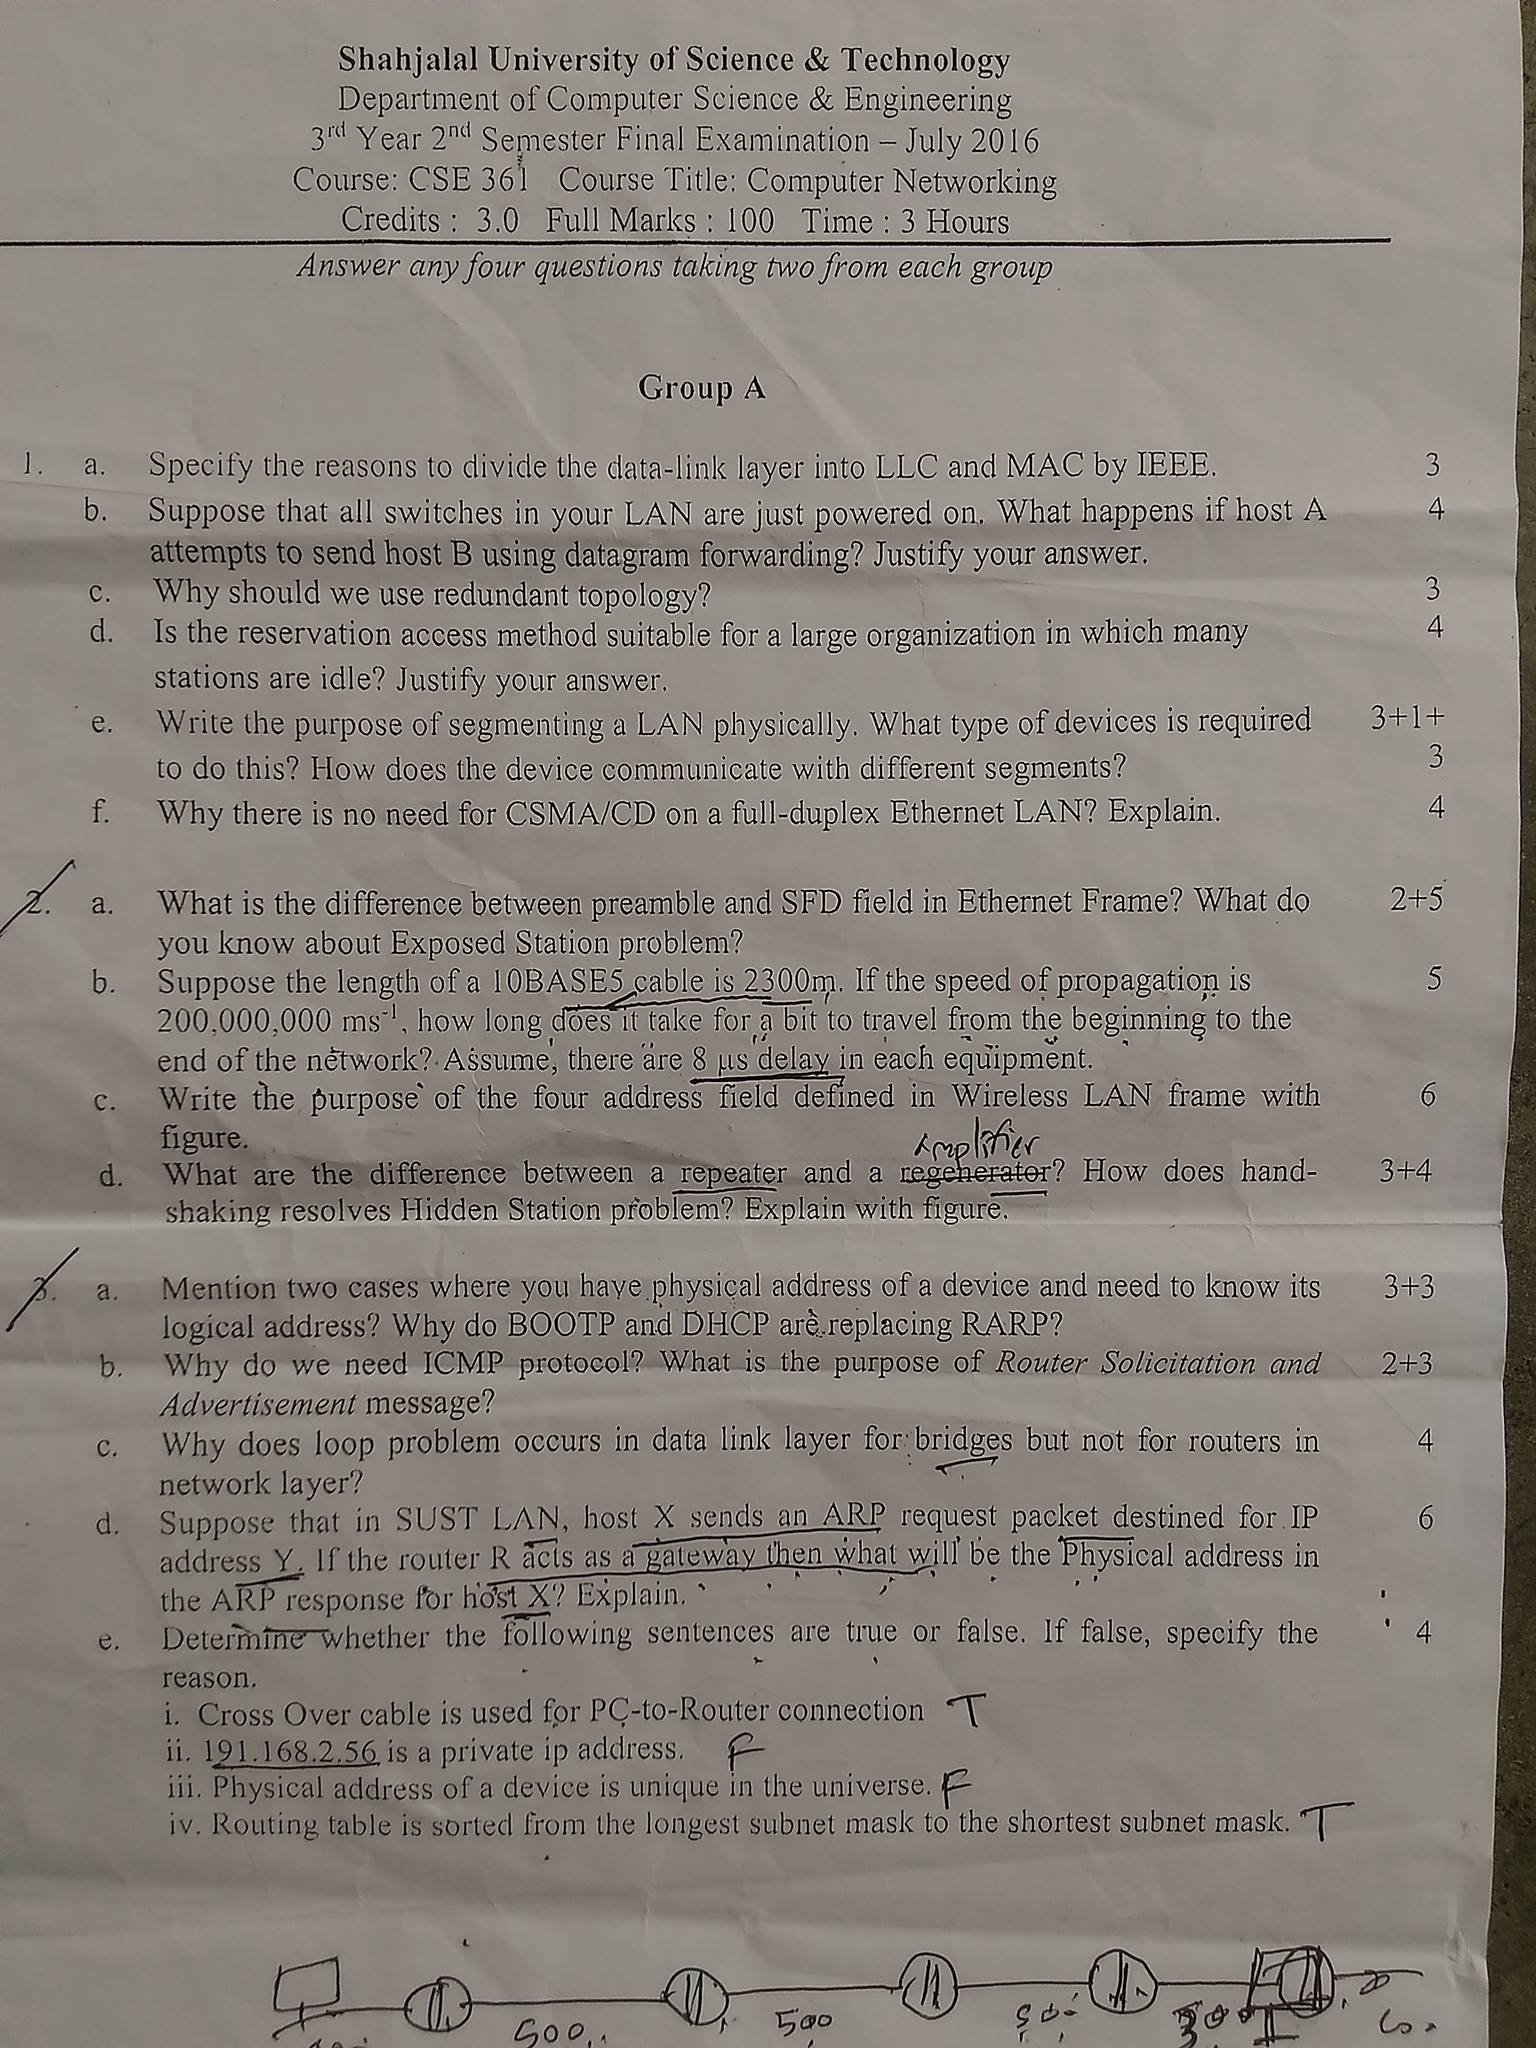 Shahjalal University of Science & Technology
Department of Computer Science & Engineering
3rd Year 2nd Semester Final Examination – July 2016
Course: CSE 361 Course Title: Computer Networking
Credits : 3.0 Full Marks : 100 Time : 3 Hours
Answer any four questions taking two from each group
Group A
1. a. Specify the reasons to divide the data-link layer into LLC and MAC by IEEE. 3
b. Suppose that all switches in your LAN are just powered on. What happens if host A 4
attempts to send host B using datagram forwarding? Justify your answer.
c. Why should we use redundant topology? 3
d. Is the reservation access method suitable for a large organization in which many 4
stations are idle? Justify your answer.
e. Write the purpose of segmenting a LAN physically. What type of devices is required 3+1+
to do this? How does the device communicate with different segments? 3
f. Why there is no need for CSMA/CD on a full-duplex Ethernet LAN? Explain. 4
2. a. What is the difference between preamble and SFD field in Ethernet Frame? What do 2+5
you know about Exposed Station problem?
b. Suppose the length of a 10BASE5 cable is 2300m. If the speed of propagation is 5
200,000,000 ms-1, how long does it take for a bit to travel from the beginning to the
end of the network? Assume, there are 8 µs delay in each equipment.
c. Write the purpose of the four address field defined in Wireless LAN frame with 6
figure.
Amplifier
d. What are the difference between a repeater and a regenerator? How does hand- 3+4
shaking resolves Hidden Station problem? Explain with figure.
3. a. Mention two cases where you have physical address of a device and need to know its 3+3
logical address? Why do BOOTP and DHCP are replacing RARP?
b. Why do we need ICMP protocol? What is the purpose of Router Solicitation and 2+3
Advertisement message?
c. Why does loop problem occurs in data link layer for bridges but not for routers in 4
network layer?
d. Suppose that in SUST LAN, host X sends an ARP request packet destined for IP 6
address Y. If the router R acts as a gateway then what will be the Physical address in
the ARP response for host X? Explain.
e. Determine whether the following sentences are true or false. If false, specify the 4
reason.
i. Cross Over cable is used for PC-to-Router connection T
ii. 191.168.2.56 is a private ip address. F
iii. Physical address of a device is unique in the universe. F
iv. Routing table is sorted from the longest subnet mask to the shortest subnet mask. T
500 500 500